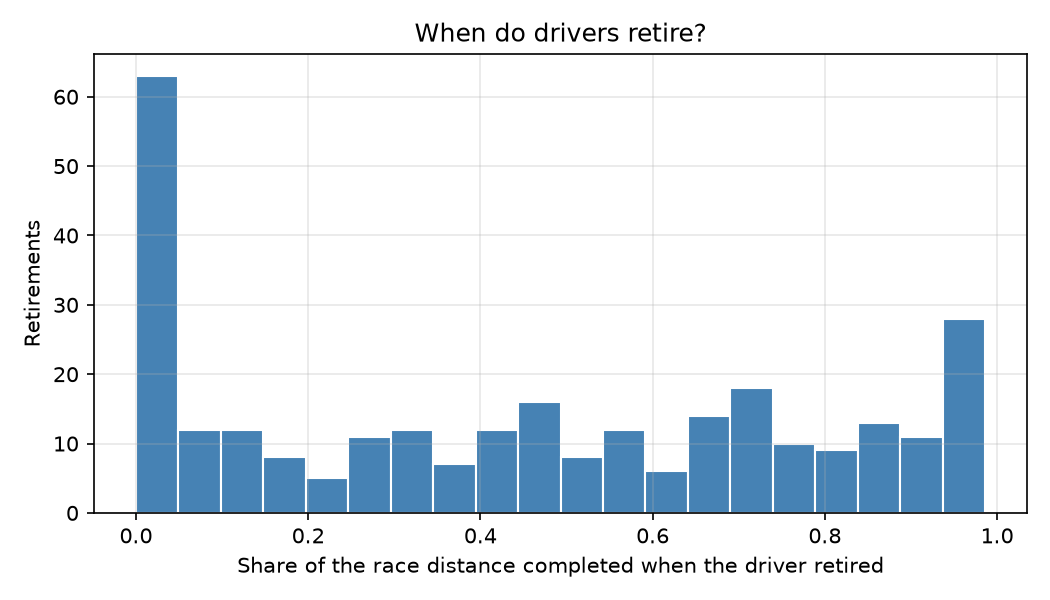 When do drivers retire?
Retirements
60
50
40
30
20
10
0
0.0 0.2 0.4 0.6 0.8 1.0
Share of the race distance completed when the driver retired